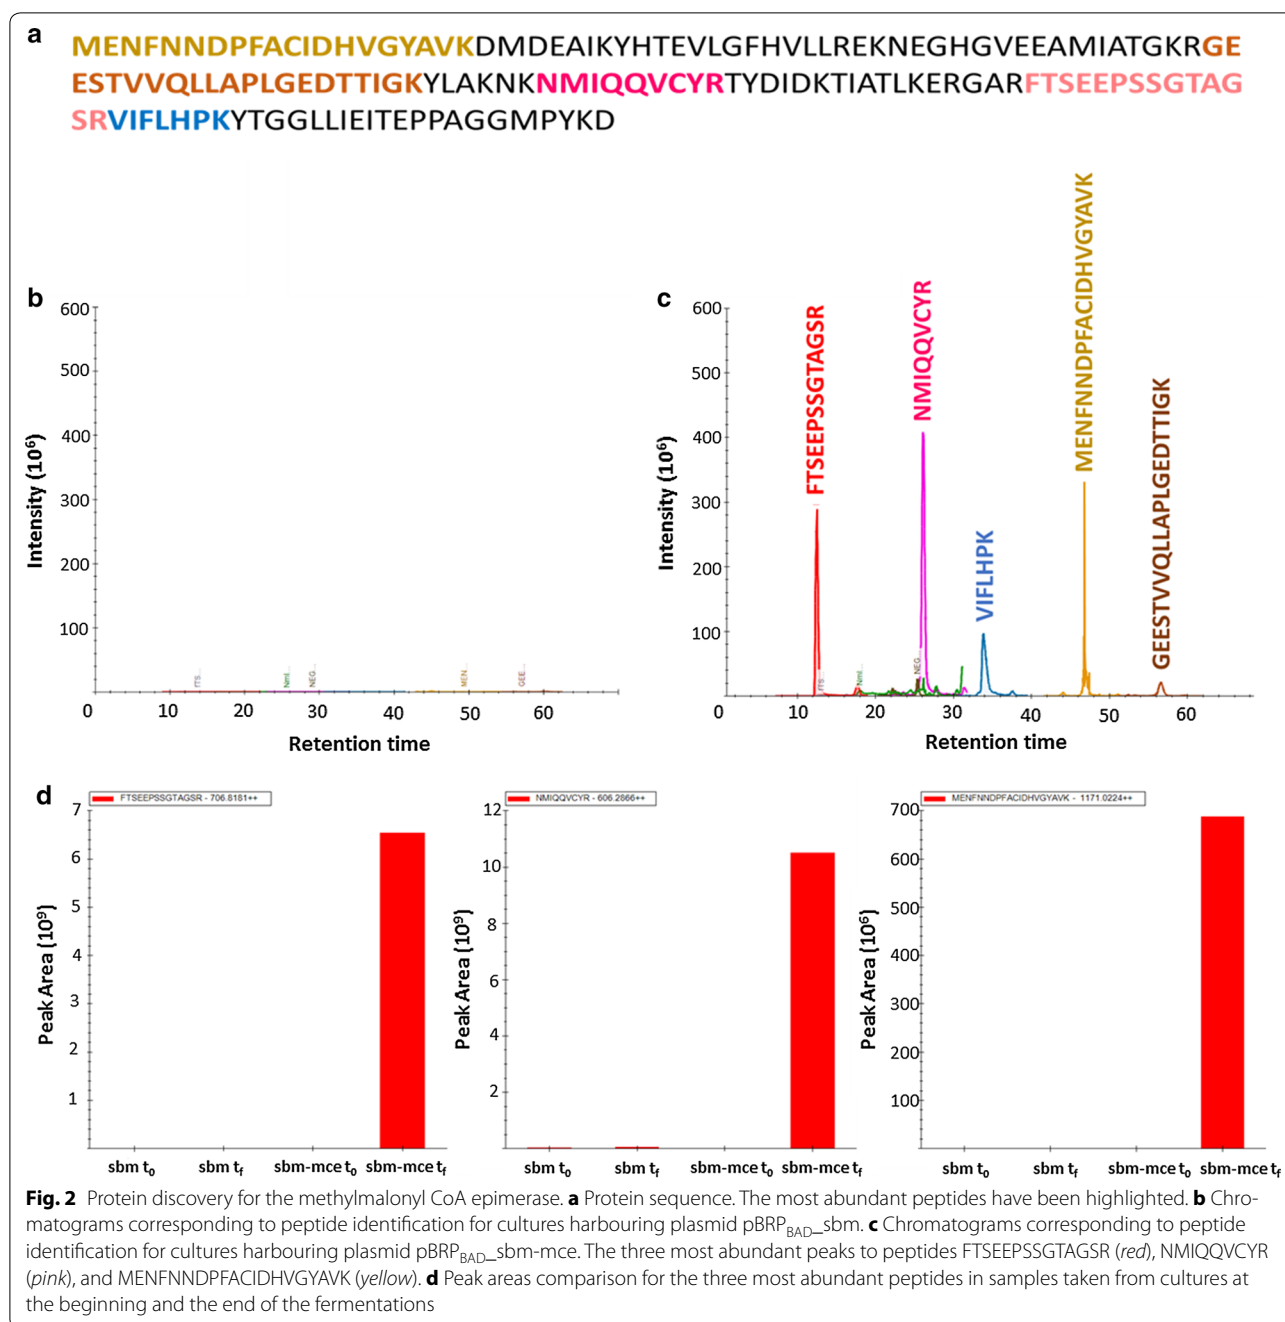 a
MENFNNDPFACIDHVGYAVKDMDEAIKYHTEVLGFHVLLREKNEGHGVEEAMIATGKRGE
ESTVVQLLAPLGEDTTIGKYLAKNKNMIQQVCYRTYDIDKTIATLKERGARFTSEEPSSGTAG
SRVIFLHPKYTGGLLIEITEPPAGGMPYKD
b
600
500
400
300
200
100
Intensity (10⁶)
fTS...
NmI...
NEG...
MEN...
GEE...
0 10 20 30 40 50 60
Retention time
c
600
500
400
300
200
100
Intensity (10⁶)
FTSEEPSSGTAGSR
NMIQQVCYR
VIFLHPK
MENFNNDPFACIDHVGYAVK
GEESTVVQLLAPLGEDTTIGK
fTS
NmI...
NEG...
0 10 20 30 40 50 60
Retention time
d
FTSEEPSSGTAGSR - 706.8181++
7
6
5
4
3
2
1
Peak Area (10⁹)
sbm t₀ sbm t_f sbm-mce t₀ sbm-mce t_f
NMIQQVCYR - 606.2866++
12
10
8
6
4
2
Peak Area (10⁹)
sbm t₀ sbm t_f sbm-mce t₀ sbm-mce t_f
MENFNNDPFACIDHVGYAVK - 1171.0224++
700
600
500
400
300
200
100
Peak Area (10⁶)
sbm t₀ sbm t_f sbm-mce t₀ sbm-mce t_f
Fig. 2 Protein discovery for the methylmalonyl CoA epimerase. a Protein sequence. The most abundant peptides have been highlighted. b Chro-
matograms corresponding to peptide identification for cultures harbouring plasmid pBRP_BAD_sbm. c Chromatograms corresponding to peptide
identification for cultures harbouring plasmid pBRP_BAD_sbm-mce. The three most abundant peaks to peptides FTSEEPSSGTAGSR (red), NMIQQVCYR
(pink), and MENFNNDPFACIDHVGYAVK (yellow). d Peak areas comparison for the three most abundant peptides in samples taken from cultures at
the beginning and the end of the fermentations